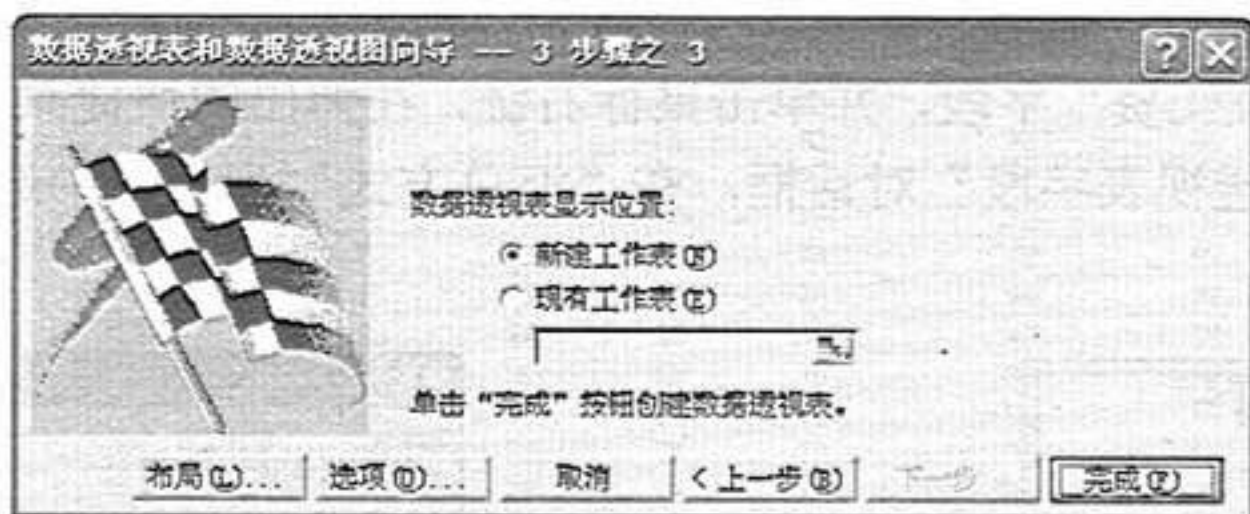 数据透视表和数据透视图向导 -- 3 步骤之 3
数据透视表显示位置:
新建工作表(N)
现有工作表(E)
单击“完成”按钮创建数据透视表。
布局(L)... 选项(O)... 取消 <上一步(B) 下一步 完成(F)